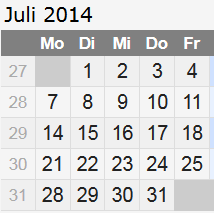 Juli 2014
Mo Di Mi Do Fr
27 1 2 3 4
28 7 8 9 10 11
29 14 15 16 17 18
30 21 22 23 24 25
31 28 29 30 31